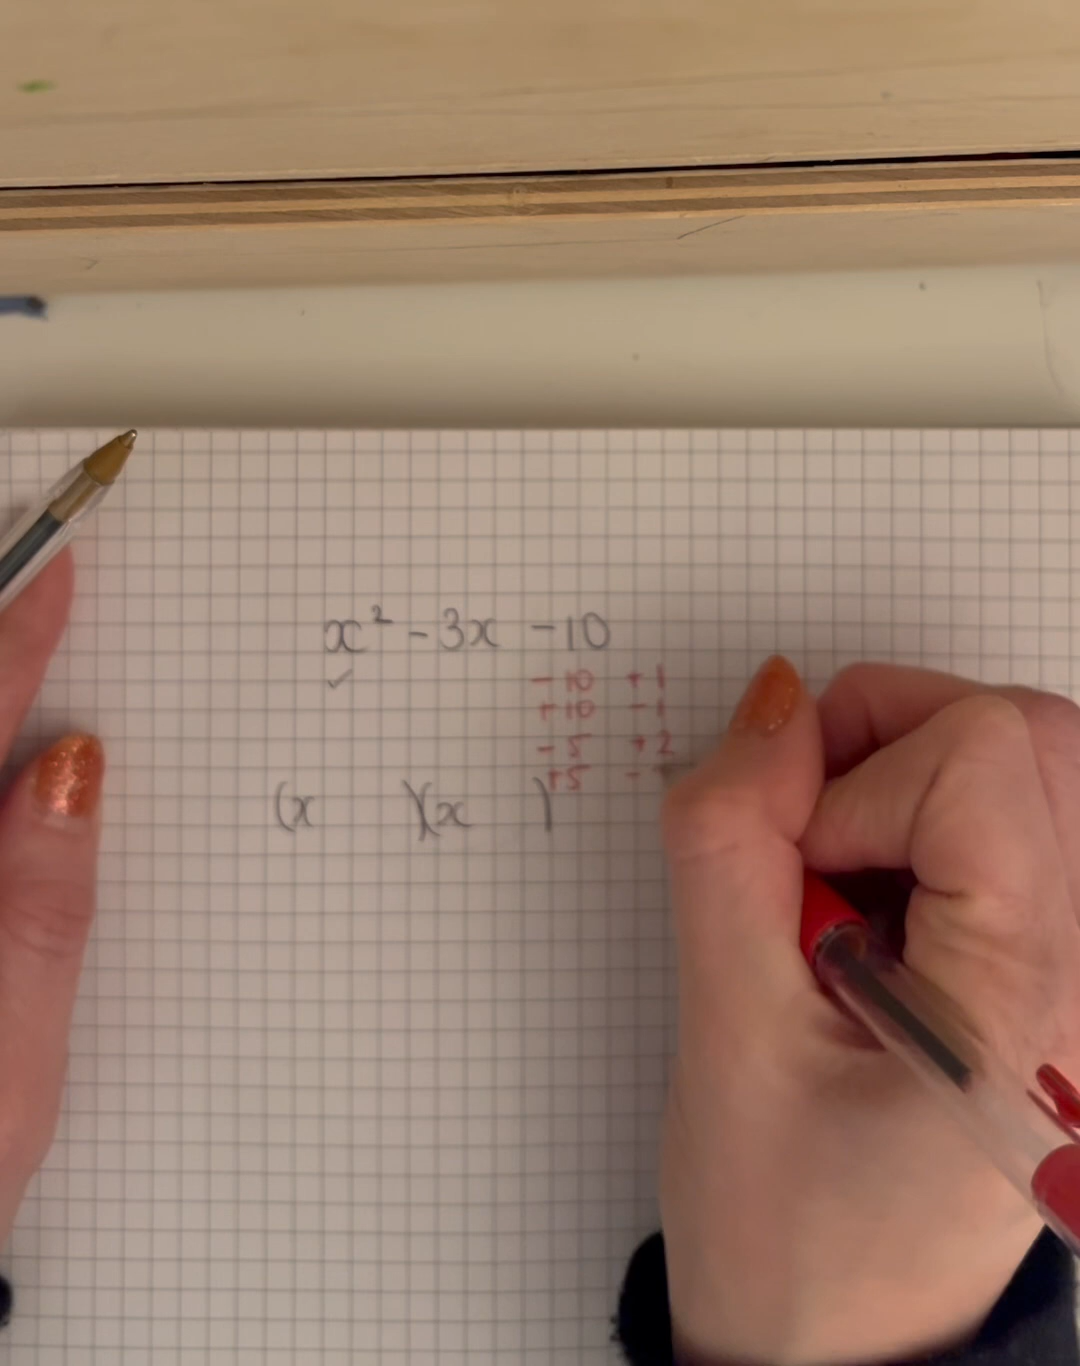 x² - 3x - 10
✓
- 10 + 1
+ 10 - 1
- 5 + 2
+ 5 -
(x )(x )